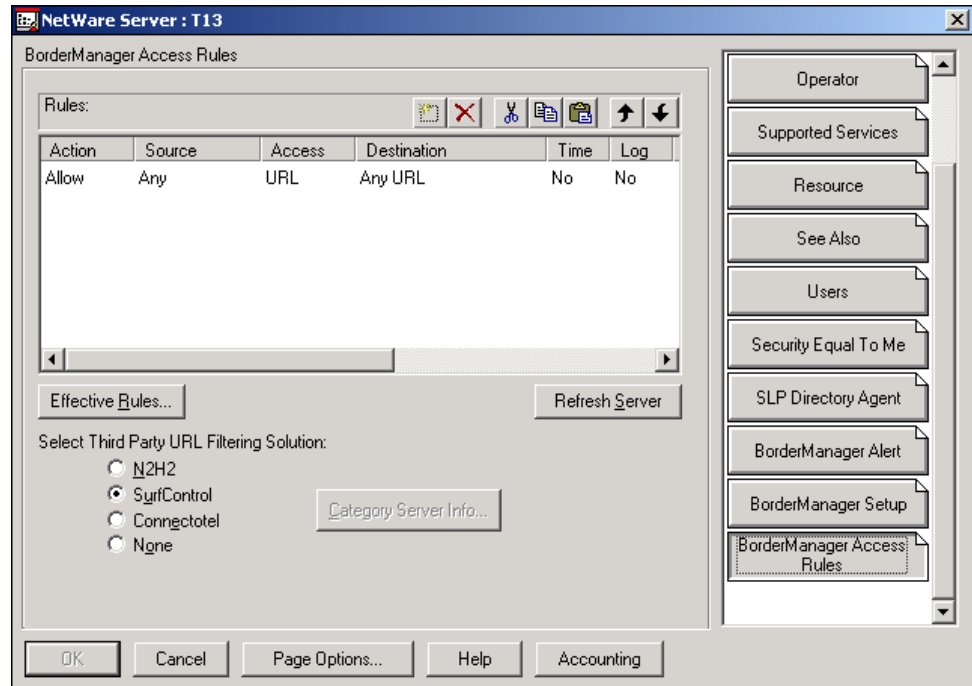 NetWare Server : T13
BorderManager Access Rules
Rules:
Action Source Access Destination Time Log
Allow Any URL Any URL No No
Effective Rules...
Refresh Server
Select Third Party URL Filtering Solution:
N2H2
SurfControl
Connectotel
None
Category Server Info...
Operator
Supported Services
Resource
See Also
Users
Security Equal To Me
SLP Directory Agent
BorderManager Alert
BorderManager Setup
BorderManager Access
Rules
OK Cancel Page Options... Help Accounting